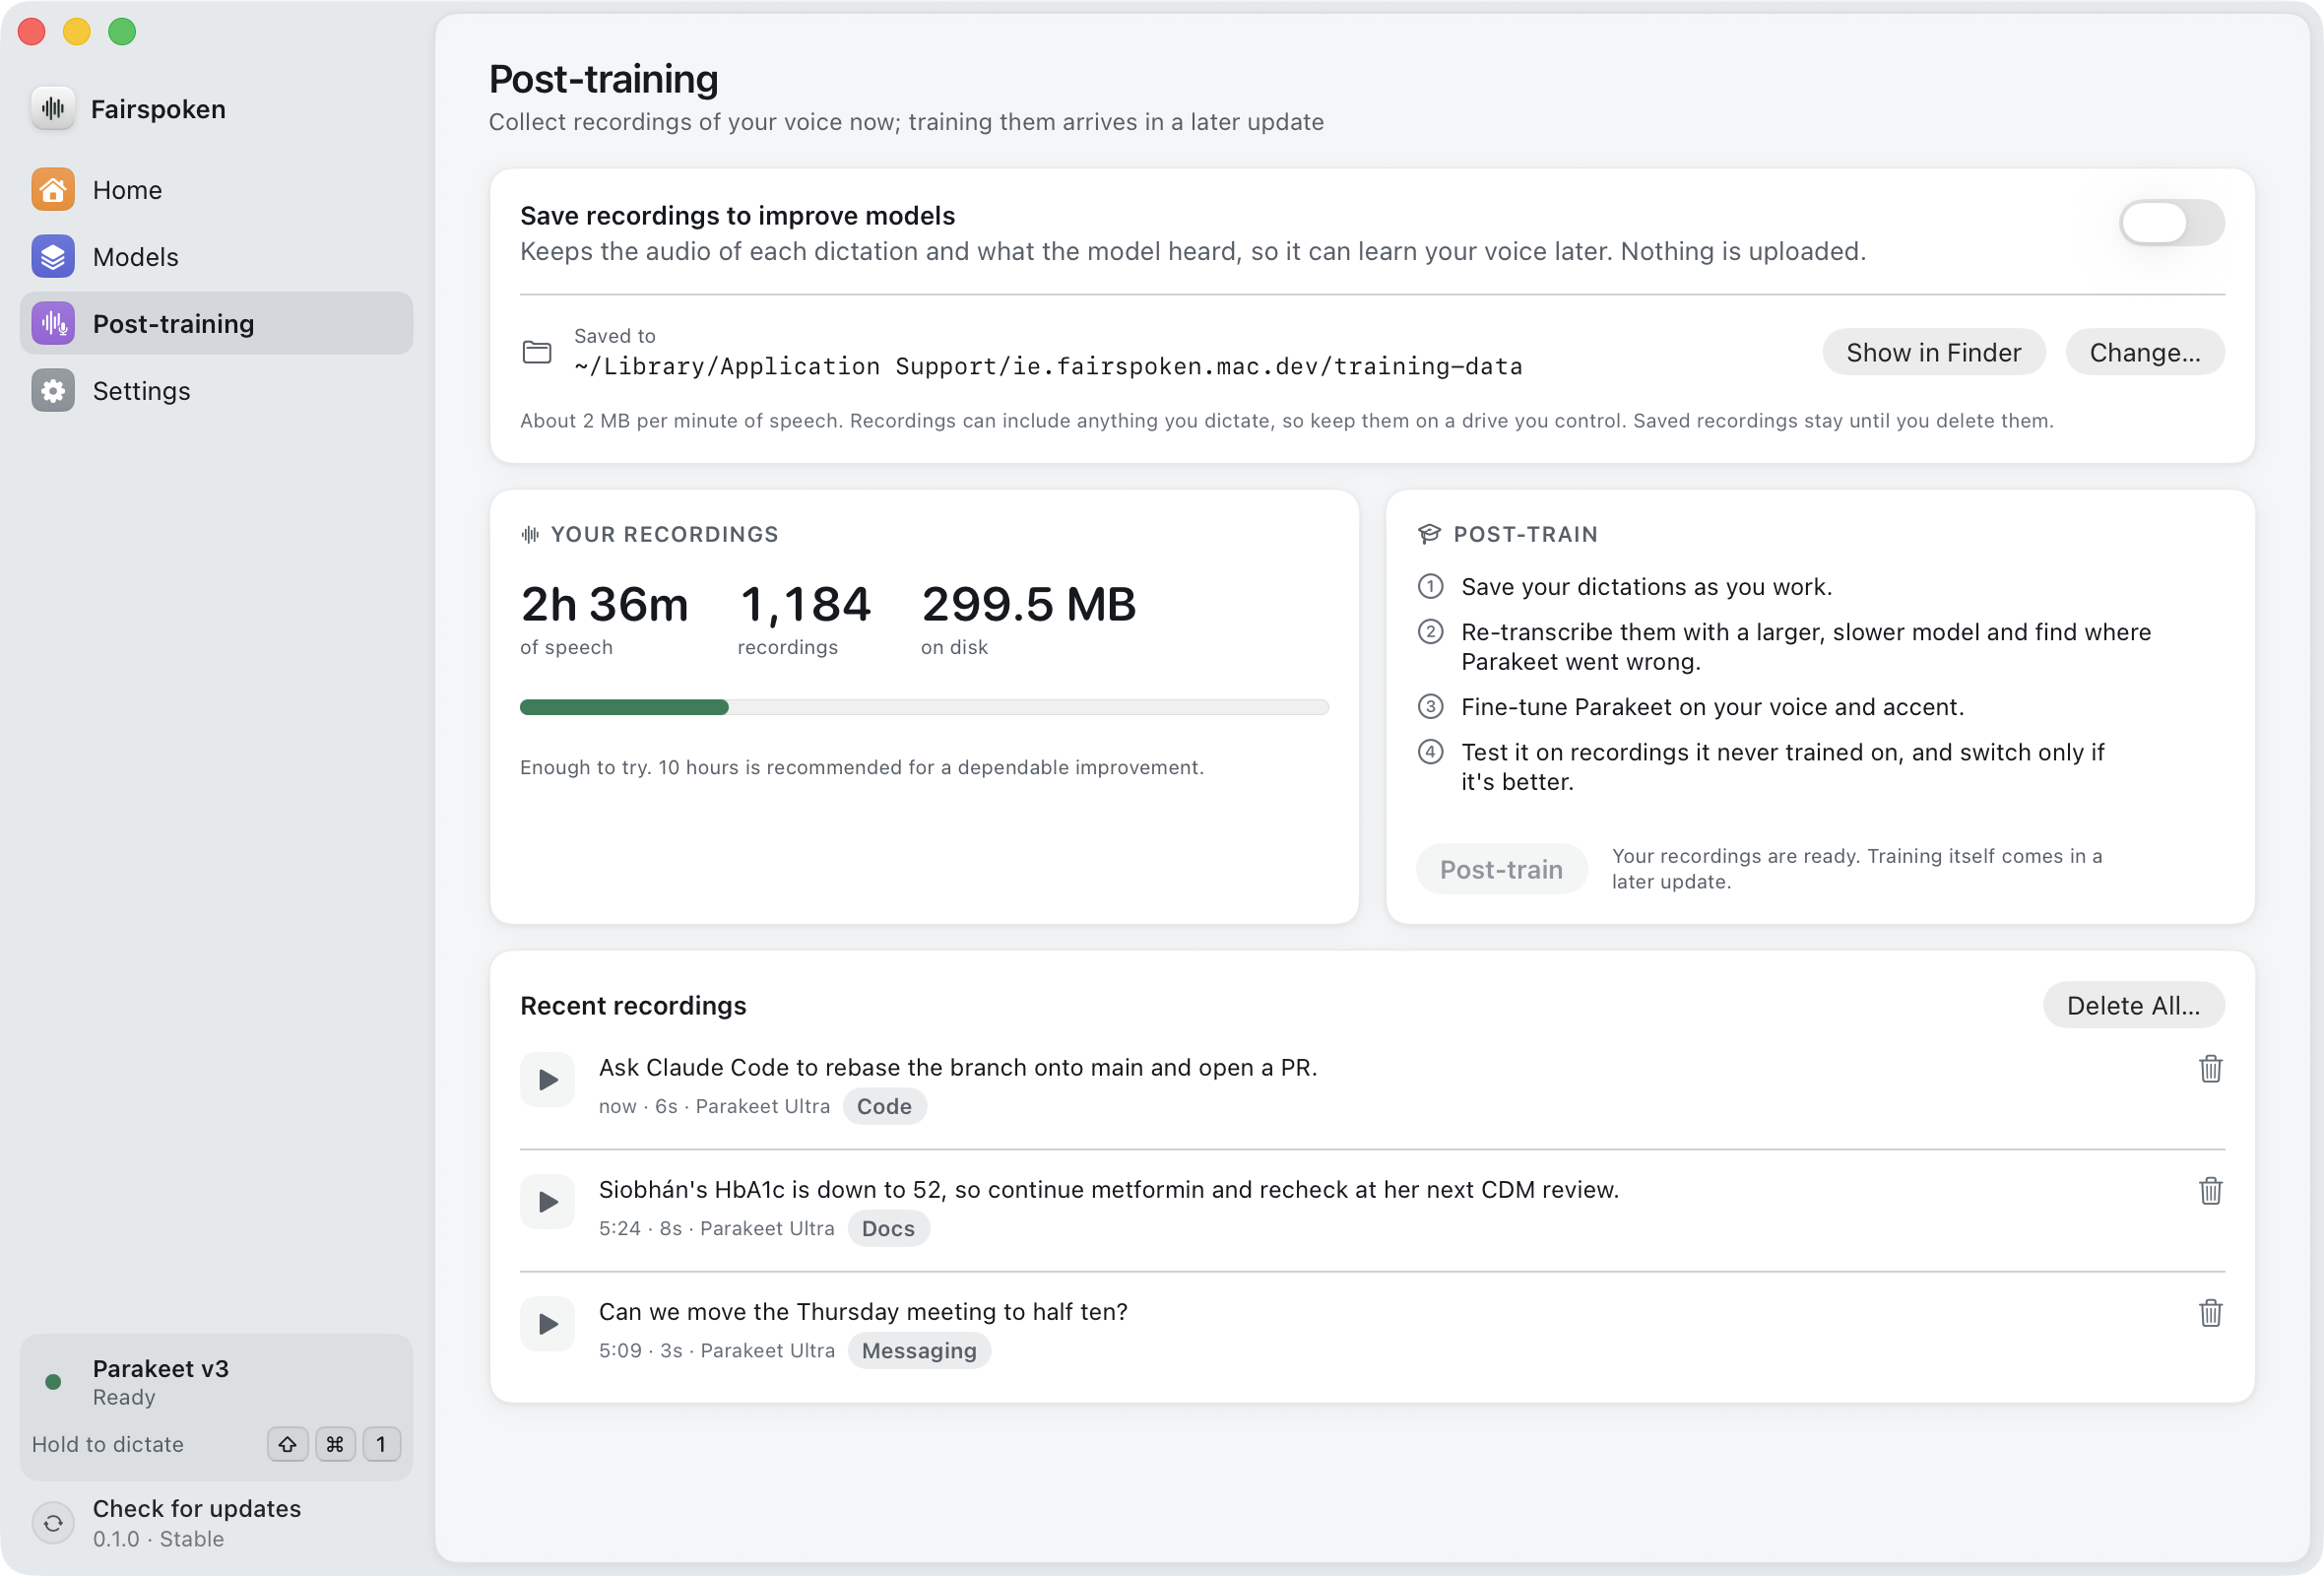 Fairspoken
Home
Models
Post-training
Settings
Parakeet v3
Ready
Hold to dictate
⇧ ⌘ 1
Check for updates
0.1.0 · Stable
Post-training
Collect recordings of your voice now; training them arrives in a later update
Save recordings to improve models
Keeps the audio of each dictation and what the model heard, so it can learn your voice later. Nothing is uploaded.
Saved to
~/Library/Application Support/ie.fairspoken.mac.dev/training-data
Show in Finder
Change...
About 2 MB per minute of speech. Recordings can include anything you dictate, so keep them on a drive you control. Saved recordings stay until you delete them.
YOUR RECORDINGS
2h 36m 1,184 299.5 MB
of speech recordings on disk
Enough to try. 10 hours is recommended for a dependable improvement.
POST-TRAIN
1 Save your dictations as you work.
2 Re-transcribe them with a larger, slower model and find where
Parakeet went wrong.
3 Fine-tune Parakeet on your voice and accent.
4 Test it on recordings it never trained on, and switch only if
it's better.
Post-train
Your recordings are ready. Training itself comes in a
later update.
Recent recordings
Delete All...
Ask Claude Code to rebase the branch onto main and open a PR.
now · 6s · Parakeet Ultra Code
Siobhán's HbA1c is down to 52, so continue metformin and recheck at her next CDM review.
5:24 · 8s · Parakeet Ultra Docs
Can we move the Thursday meeting to half ten?
5:09 · 3s · Parakeet Ultra Messaging